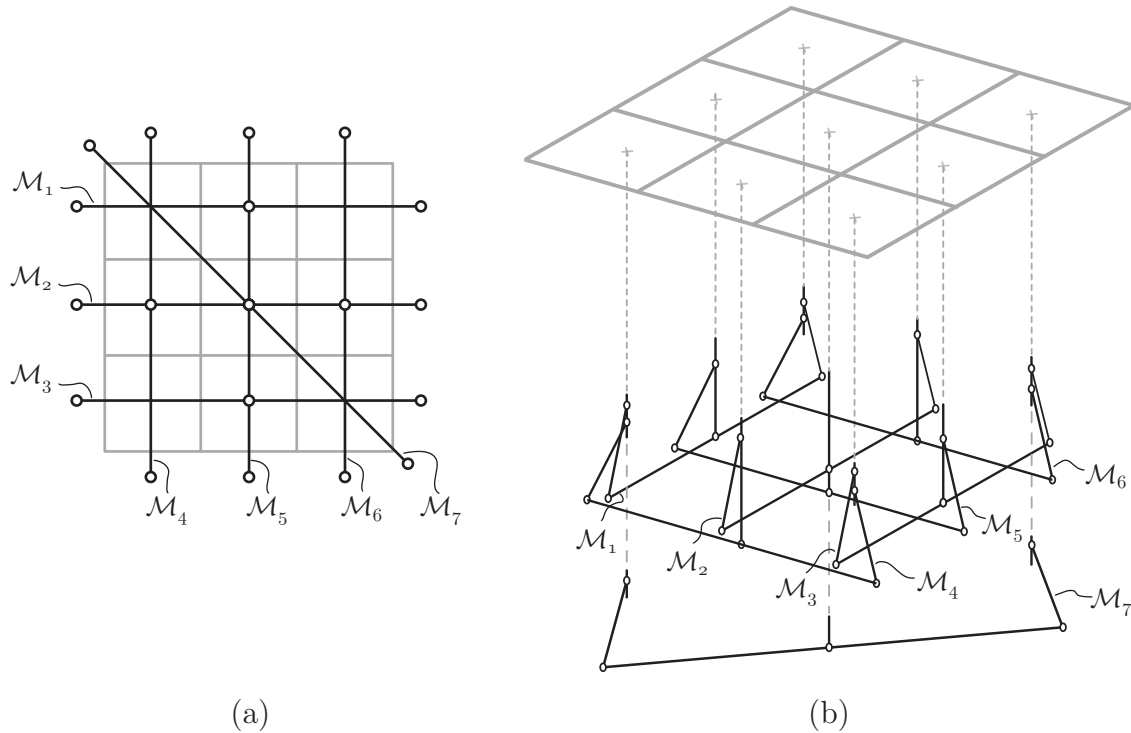 ℳ₁
ℳ₂
ℳ₃
ℳ₄ ℳ₅ ℳ₆ ℳ₇
ℳ₆
ℳ₅
ℳ₁ ℳ₂
ℳ₃ ℳ₄
ℳ₇
(a) (b)